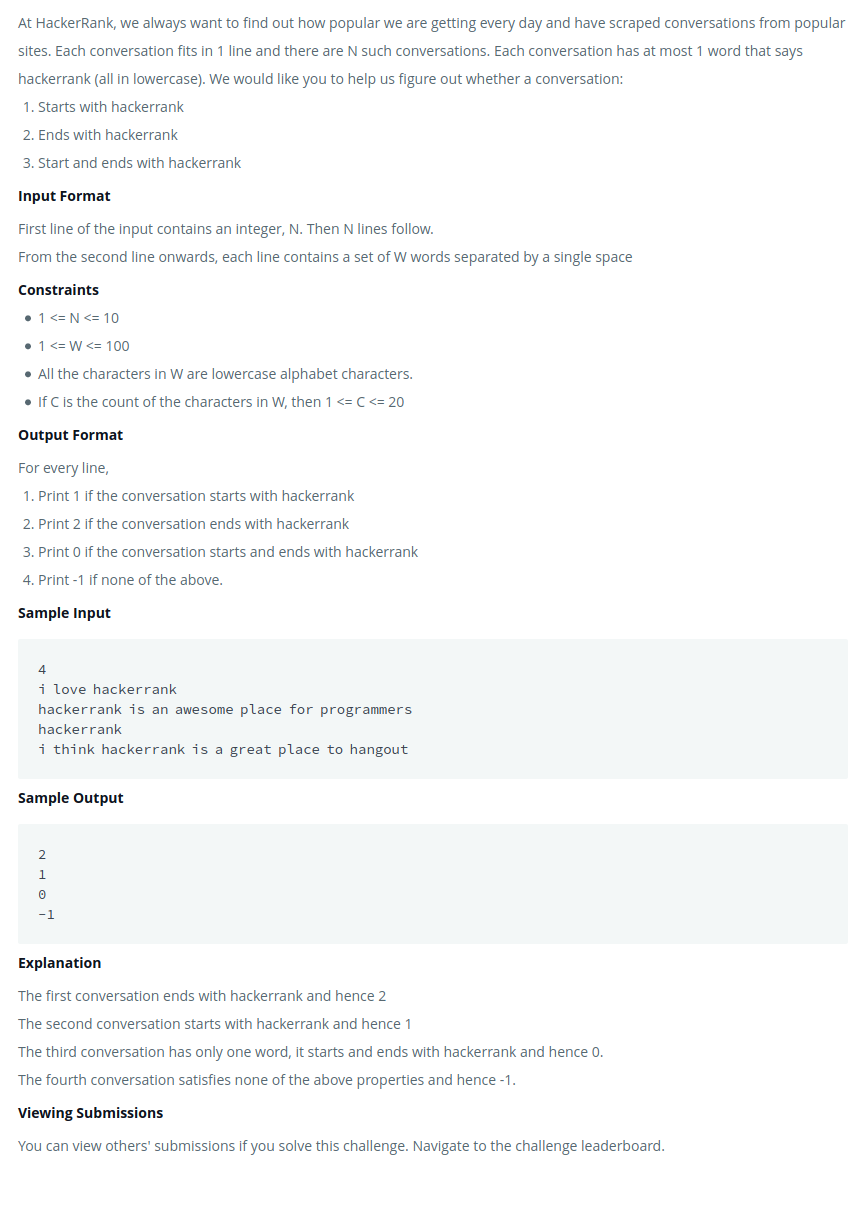 At HackerRank, we always want to find out how popular we are getting every day and have scraped conversations from popular
sites. Each conversation fits in 1 line and there are N such conversations. Each conversation has at most 1 word that says
hackerrank (all in lowercase). We would like you to help us figure out whether a conversation:
1. Starts with hackerrank
2. Ends with hackerrank
3. Start and ends with hackerrank
Input Format
First line of the input contains an integer, N. Then N lines follow.
From the second line onwards, each line contains a set of W words separated by a single space
Constraints
• 1 <= N <= 10
• 1 <= W <= 100
• All the characters in W are lowercase alphabet characters.
• If C is the count of the characters in W, then 1 <= C <= 20
Output Format
For every line,
1. Print 1 if the conversation starts with hackerrank
2. Print 2 if the conversation ends with hackerrank
3. Print 0 if the conversation starts and ends with hackerrank
4. Print -1 if none of the above.
Sample Input
4
i love hackerrank
hackerrank is an awesome place for programmers
hackerrank
i think hackerrank is a great place to hangout
Sample Output
2
1
0
-1
Explanation
The first conversation ends with hackerrank and hence 2
The second conversation starts with hackerrank and hence 1
The third conversation has only one word, it starts and ends with hackerrank and hence 0.
The fourth conversation satisfies none of the above properties and hence -1.
Viewing Submissions
You can view others' submissions if you solve this challenge. Navigate to the challenge leaderboard.